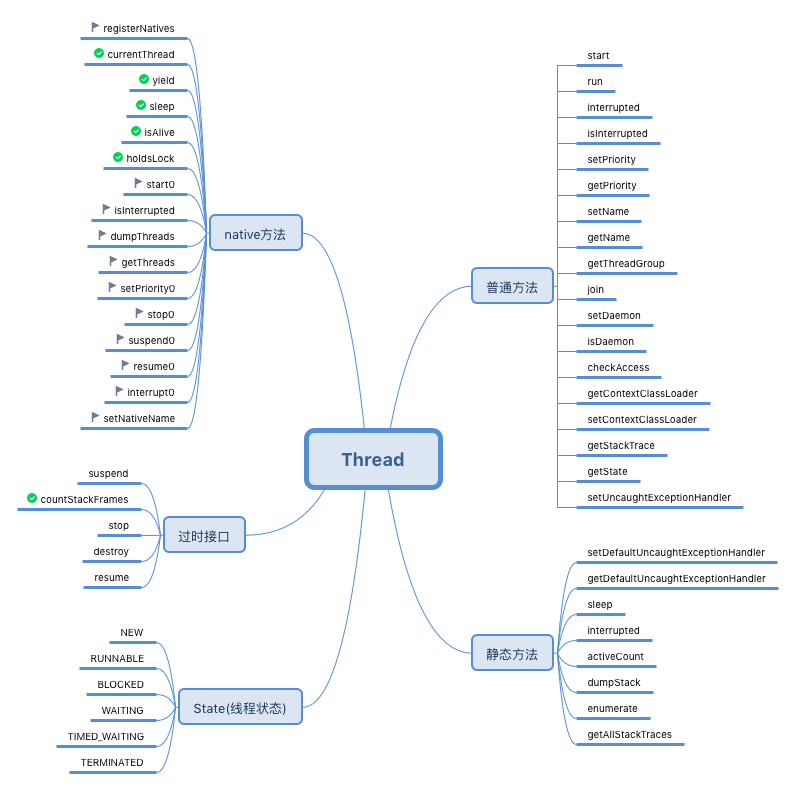 Thread
native方法
registerNatives
currentThread
yield
sleep
isAlive
holdsLock
start0
isInterrupted
dumpThreads
getThreads
setPriority0
stop0
suspend0
resume0
interrupt0
setNativeName
过时接口
suspend
countStackFrames
stop
destroy
resume
State(线程状态)
NEW
RUNNABLE
BLOCKED
WAITING
TIMED_WAITING
TERMINATED
普通方法
start
run
interrupted
isInterrupted
setPriority
getPriority
setName
getName
getThreadGroup
join
setDaemon
isDaemon
checkAccess
getContextClassLoader
setContextClassLoader
getStackTrace
getState
setUncaughtExceptionHandler
静态方法
setDefaultUncaughtExceptionHandler
getDefaultUncaughtExceptionHandler
sleep
interrupted
activeCount
dumpStack
enumerate
getAllStackTraces